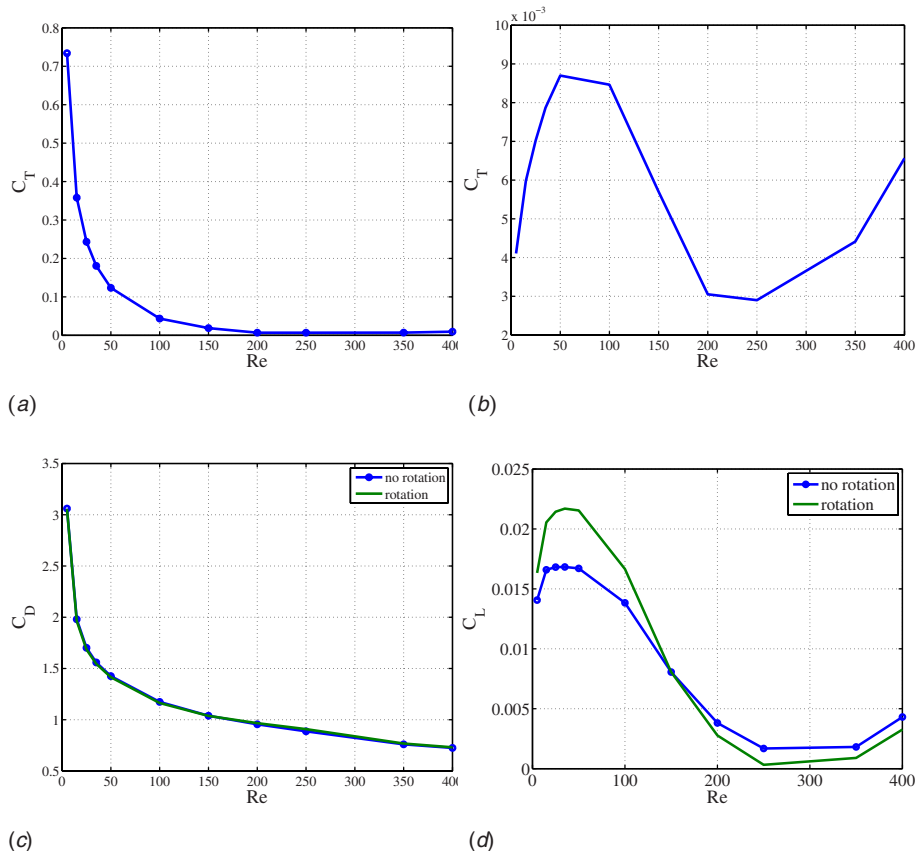 0.8
0.7
0.6
0.5
0.4
0.3
0.2
0.1
0
C_T
0 50 100 150 200 250 300 350 400
Re
(a)
x 10^-3
10
9
8
7
6
5
4
3
2
C_T
0 50 100 150 200 250 300 350 400
Re
(b)
3.5
3
2.5
2
1.5
1
0.5
C_D
no rotation
rotation
0 50 100 150 200 250 300 350 400
Re
(c)
0.025
0.02
0.015
0.01
0.005
0
C_L
no rotation
rotation
0 100 200 300 400
Re
(d)